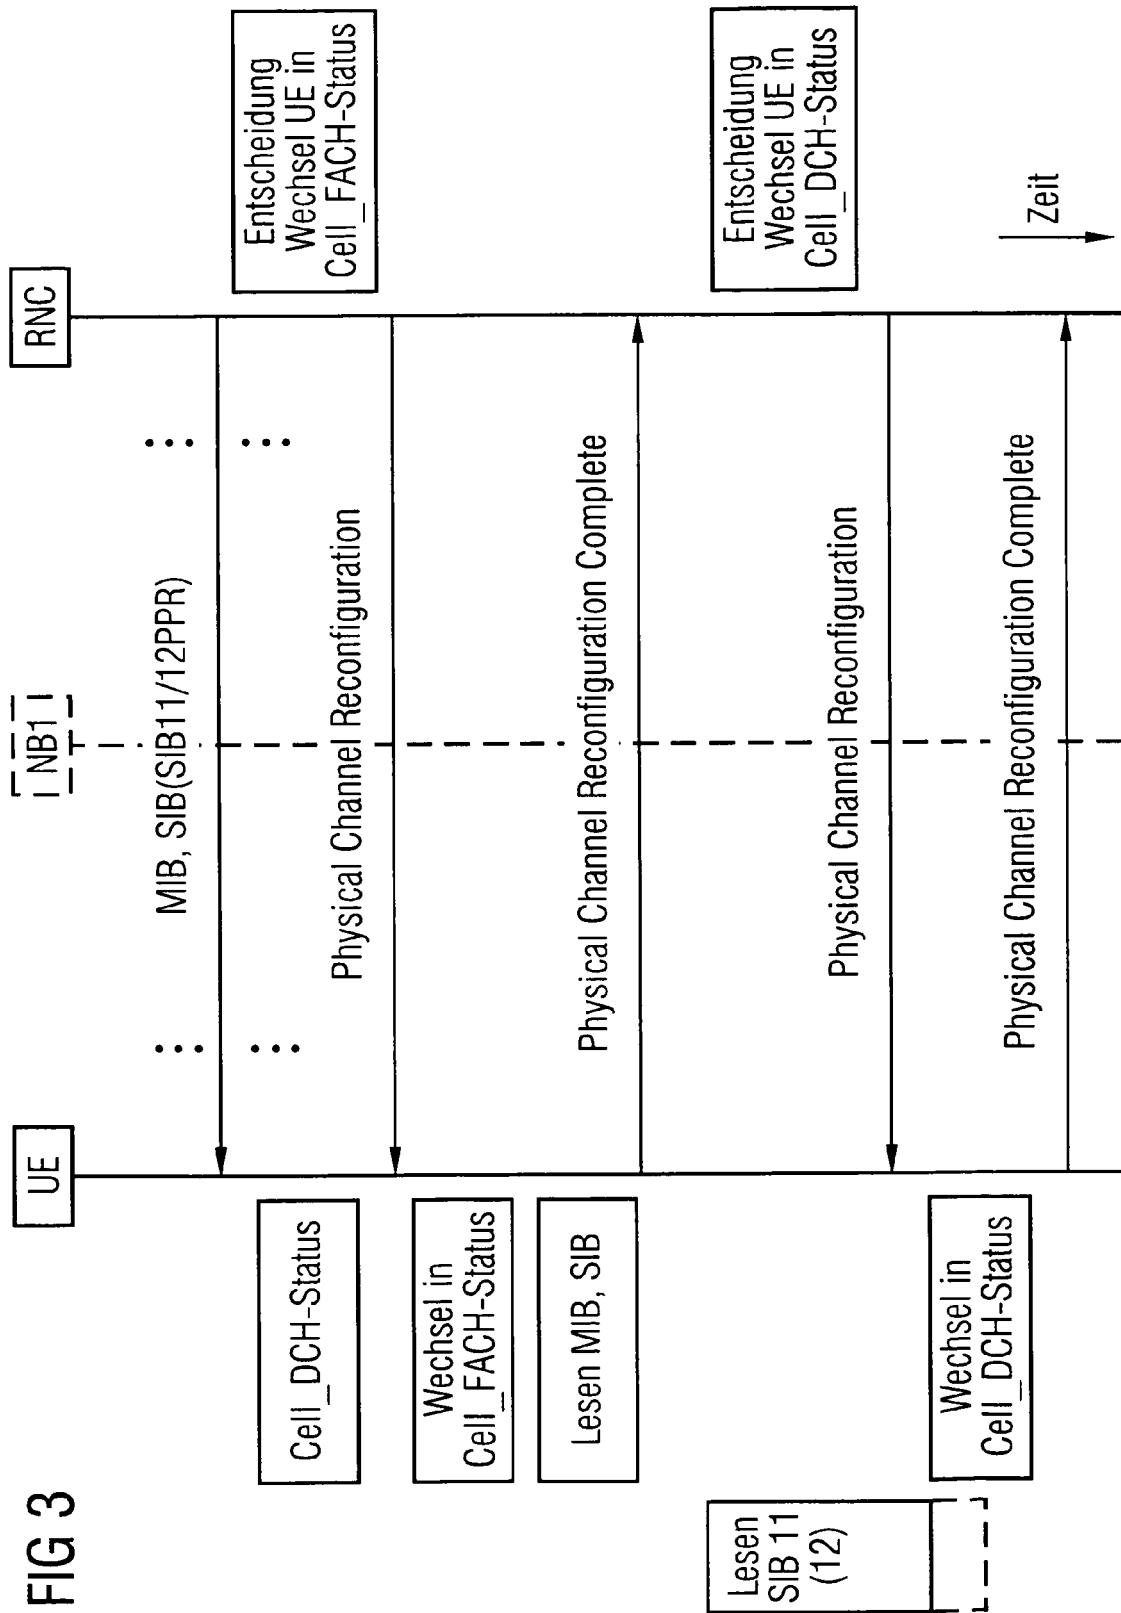 FIG 3
UE
NB1
RNC
MIB, SIB(SIB11/12PPR)
Cell_DCH-Status
Entscheidung
Wechsel UE in
Cell_FACH-Status
Physical Channel Reconfiguration
Wechsel in
Cell_FACH-Status
Lesen MIB, SIB
Physical Channel Reconfiguration Complete
Lesen
SIB 11
(12)
Entscheidung
Wechsel UE in
Cell_DCH-Status
Physical Channel Reconfiguration
Wechsel in
Cell_DCH-Status
Physical Channel Reconfiguration Complete
Zeit